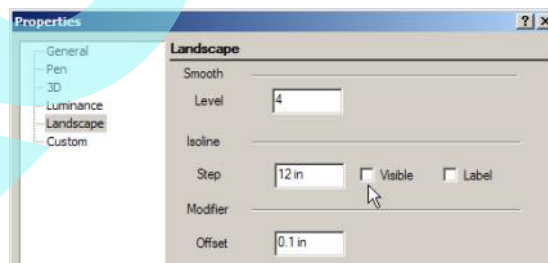 Properties
General
Pen
3D
Luminance
Landscape
Custom
Landscape
Smooth
Level 4
Isoline
Step 12 in Visible Label
Modifier
Offset 0.1 in